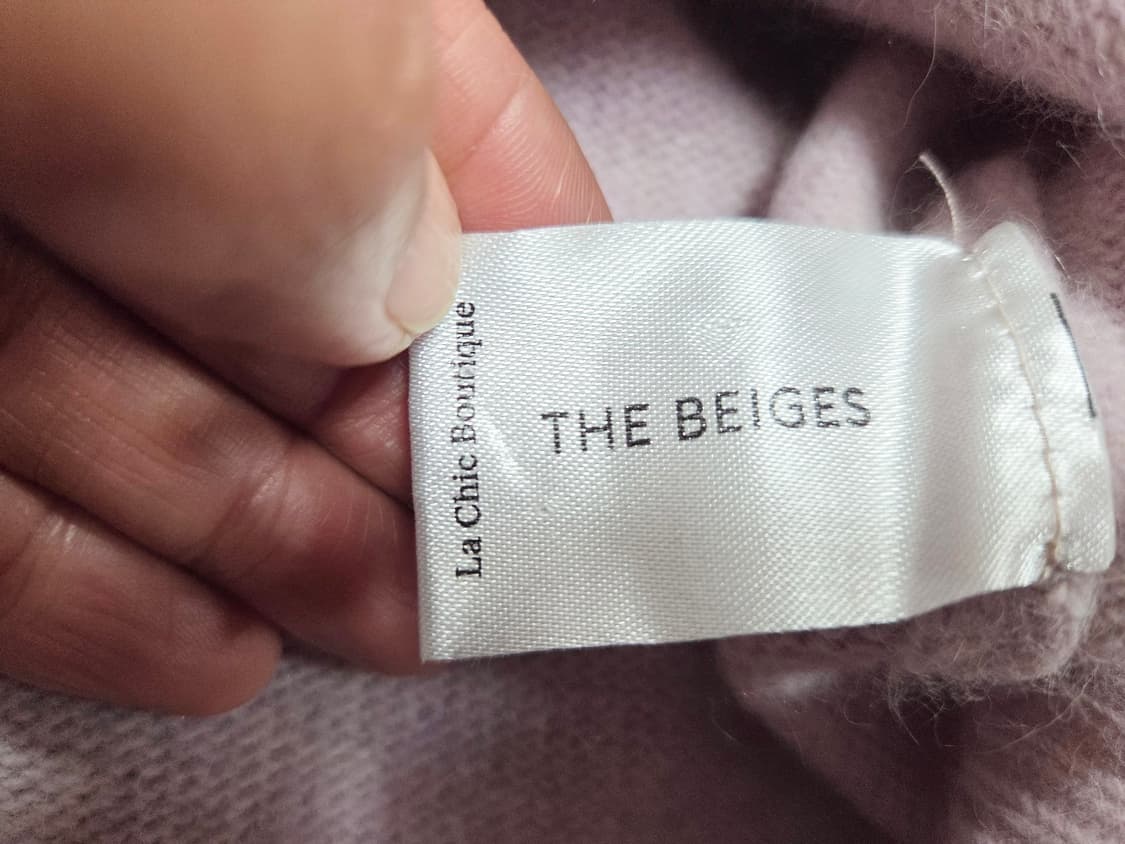 THE BEIGES
La Chic Boutique